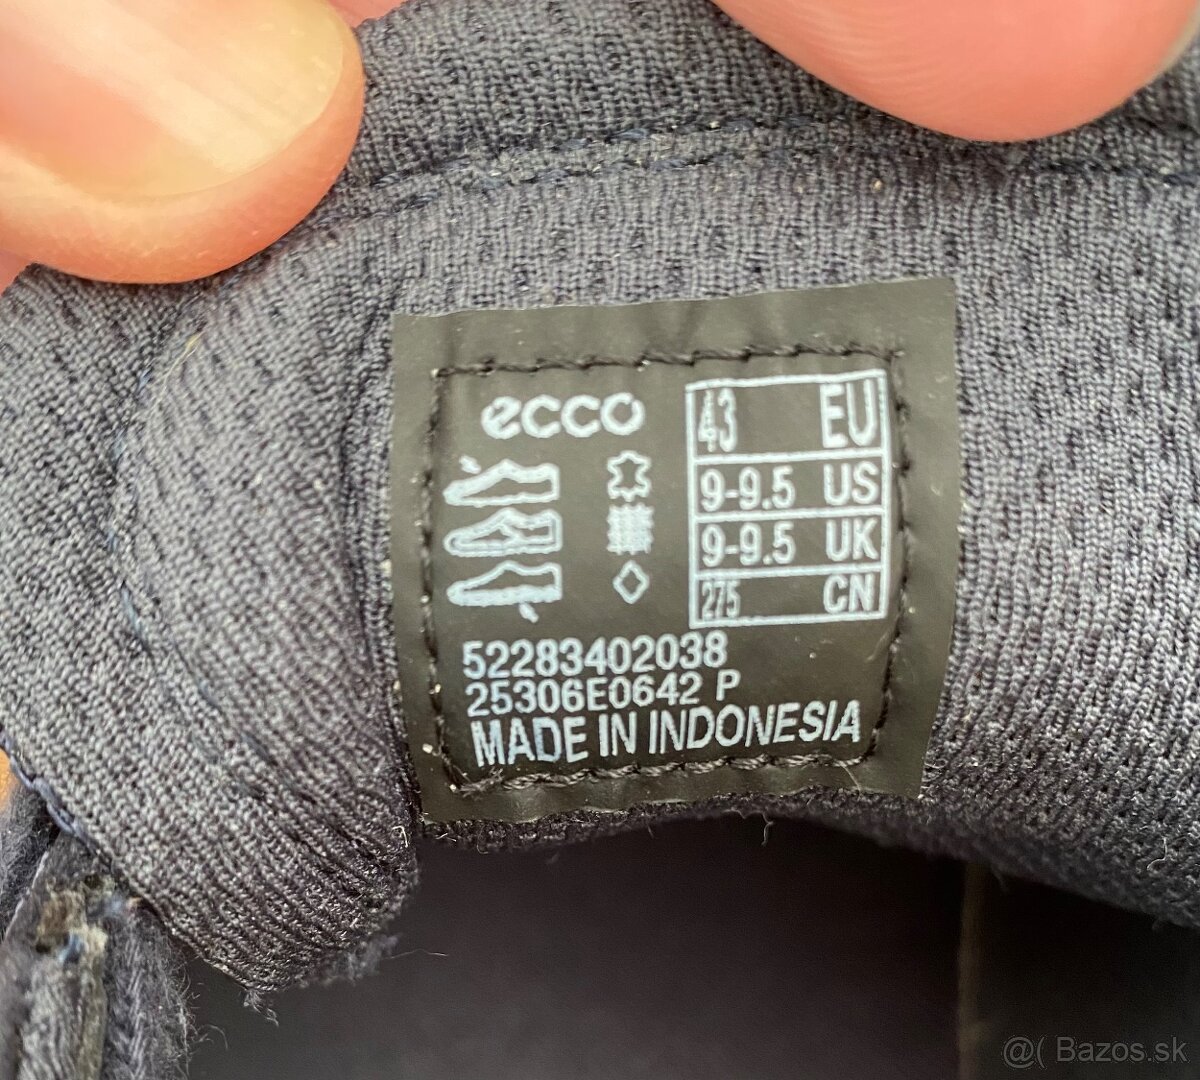 ecco
43 EU
9-9.5 US
9-9.5 UK
275 CN
52283402038
25306E0642 P
MADE IN INDONESIA
@( Bazos.sk